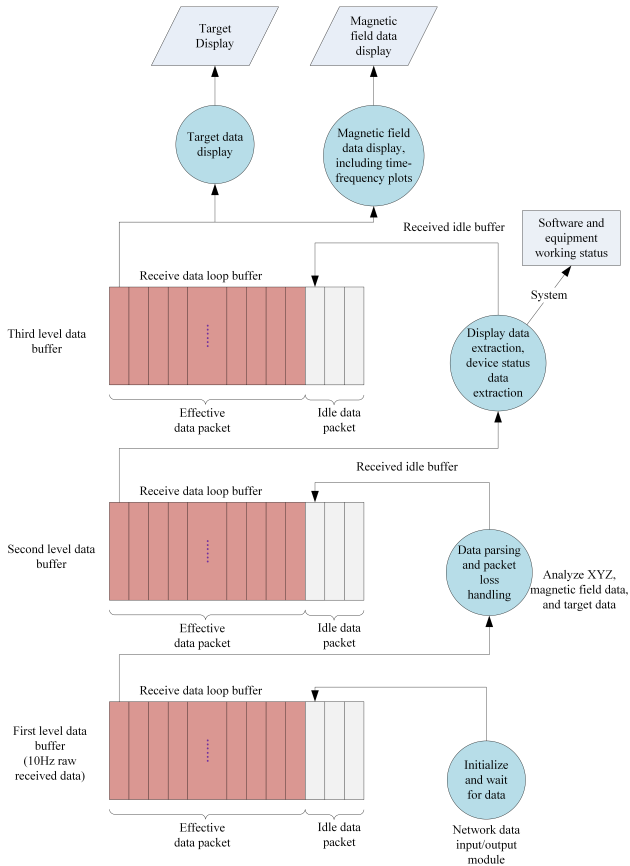 Target
Display
Magnetic
field data
display
Target data
display
Magnetic field
data display,
including time-
frequency plots
Received idle buffer
Software and
equipment
working status
Receive data loop buffer
System
Third level data
buffer
Display data
extraction,
device status
data
extraction
Effective
data packet
Idle data
packet
Received idle buffer
Receive data loop buffer
Second level data
buffer
Data parsing
and packet
loss
handling
Analyze XYZ,
magnetic field data,
and target data
Effective
data packet
Idle data
packet
Receive data loop buffer
First level data
buffer
(10Hz raw
received data)
Initialize
and wait
for data
Effective
data packet
Idle data
packet
Network data
input/output
module